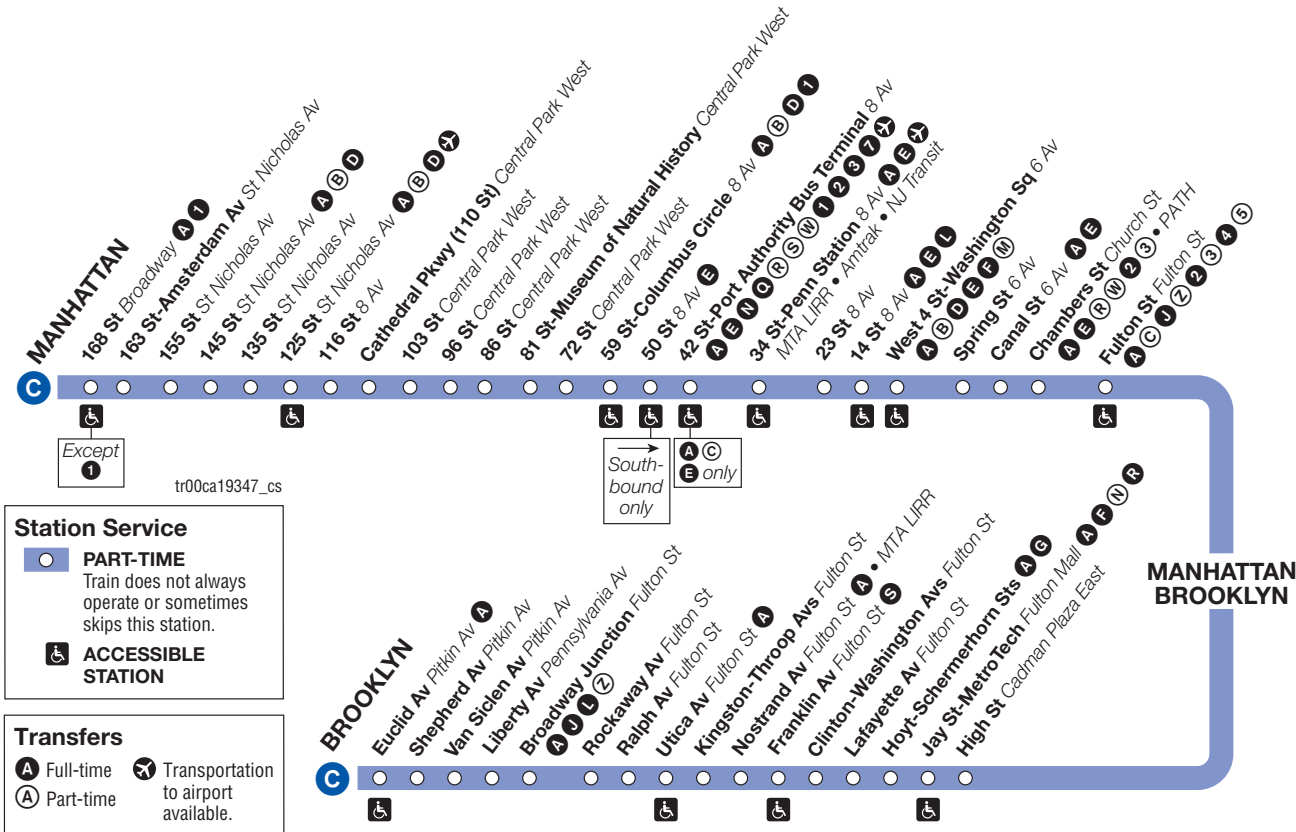 MANHATTAN
168 St Broadway A 1
163 St-Amsterdam Av St Nicholas Av
155 St St Nicholas Av
145 St St Nicholas Av A B D
135 St St Nicholas Av
125 St St Nicholas Av A B D
116 St 8 Av
Cathedral Pkwy (110 St) Central Park West
103 St Central Park West
96 St Central Park West
86 St Central Park West
81 St-Museum of Natural History Central Park West
72 St Central Park West
59 St-Columbus Circle 8 Av A B D 1
50 St 8 Av E
42 St-Port Authority Bus Terminal 8 Av
A E N Q R S W 1 2 3 7
34 St-Penn Station 8 Av A E
MTA LIRR • Amtrak • NJ Transit
23 St 8 Av
14 St 8 Av A E L
West 4 St-Washington Sq 6 Av
A B D E F M
Spring St 6 Av
Canal St 6 Av A E
Chambers St Church St
A E R W 2 3 • PATH
Fulton St Fulton St
A C J Z 2 3 4 5
C
Except
1
South-
bound
only
A C
E only
tr00ca19347_cs
MANHATTAN
BROOKLYN
Station Service
PART-TIME
Train does not always
operate or sometimes
skips this station.
ACCESSIBLE
STATION
Transfers
A Full-time
A Part-time
Transportation
to airport
available.
BROOKLYN
Euclid Av Pitkin Av A
Shepherd Av Pitkin Av
Van Siclen Av Pitkin Av
Liberty Av Pennsylvania Av
Broadway Junction Fulton St
A J L Z
Rockaway Av Fulton St
Ralph Av Fulton St
Utica Av Fulton St A
Kingston-Throop Avs Fulton St
Nostrand Av Fulton St A • MTA LIRR
Franklin Av Fulton St S
Clinton-Washington Avs Fulton St
Lafayette Av Fulton St
Hoyt-Schermerhorn Sts A G
Jay St-MetroTech Fulton Mall A F N R
High St Cadman Plaza East
C